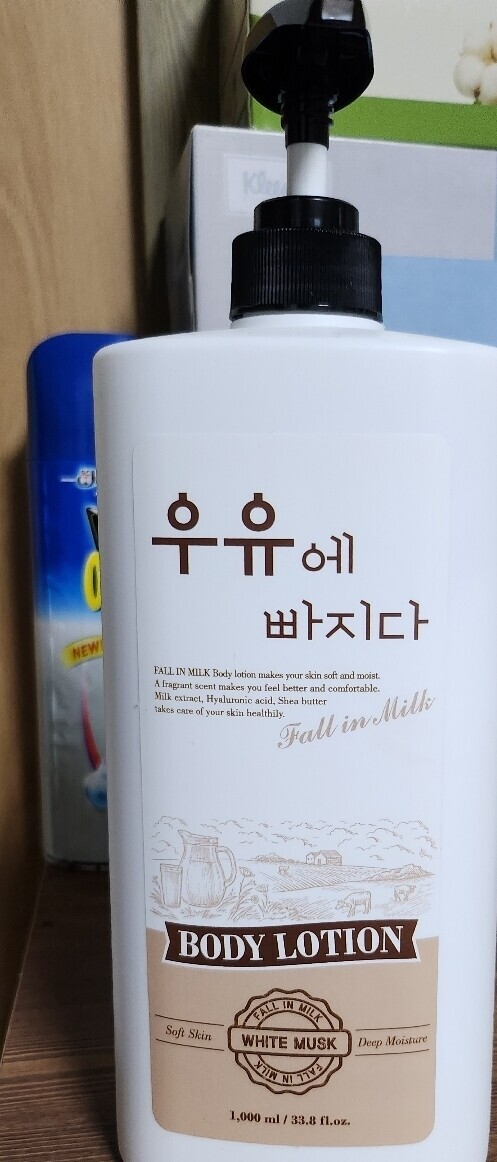 우유에
빠지다
FALL IN MILK Body lotion makes your skin soft and moist.
A fragrant scent makes you feel better and comfortable.
Milk extract, Hyaluronic acid, Shea butter
takes care of your skin healthily.
Fall in Milk
BODY LOTION
FALL IN MILK
Soft Skin
WHITE MUSK
Deep Moisture
FALL IN MILK
1,000 ml / 33.8 fl.oz.
NEW